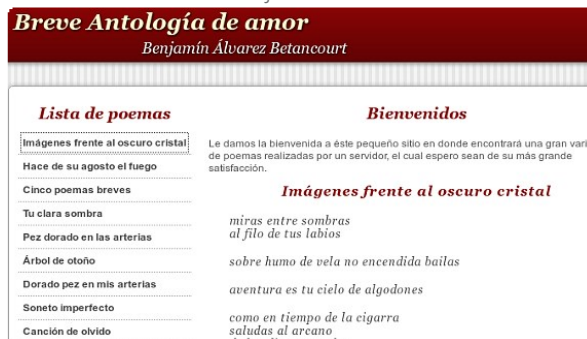 Breve Antología de amor
Benjamín Álvarez Betancourt
Lista de poemas
Imágenes frente al oscuro cristal
Hace de su agosto el fuego
Cinco poemas breves
Tu clara sombra
Pez dorado en las arterias
Árbol de otoño
Dorado pez en mis arterias
Soneto imperfecto
Canción de olvido
Bienvenidos
Le damos la bienvenida a éste pequeño sitio en donde encontrará una gran vari
de poemas realizadas por un servidor, el cual espero sean de su más grande
satisfacción.
Imágenes frente al oscuro cristal
miras entre sombras
al filo de tus labios
sobre humo de vela no encendida bailas
aventura es tu cielo de algodones
como en tiempo de la cigarra
saludas al arcano